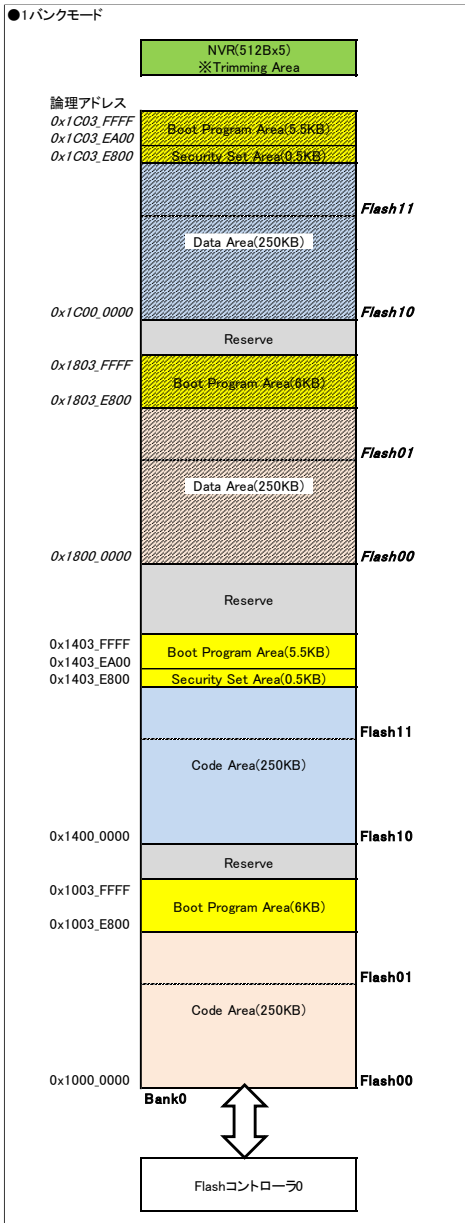 ●1バンクモード
NVR(512Bx5)
※Trimming Area
論理アドレス
0x1C03_FFFF
Boot Program Area(5.5KB)
0x1C03_EA00
0x1C03_E800
Security Set Area(0.5KB)
Flash11
Data Area(250KB)
0x1C00_0000
Flash10
Reserve
0x1803_FFFF
Boot Program Area(6KB)
0x1803_E800
Flash01
Data Area(250KB)
0x1800_0000
Flash00
Reserve
0x1403_FFFF
Boot Program Area(5.5KB)
0x1403_EA00
0x1403_E800
Security Set Area(0.5KB)
Flash11
Code Area(250KB)
0x1400_0000
Flash10
Reserve
0x1003_FFFF
Boot Program Area(6KB)
0x1003_E800
Flash01
Code Area(250KB)
0x1000_0000
Flash00
Bank0
Flashコントローラ0